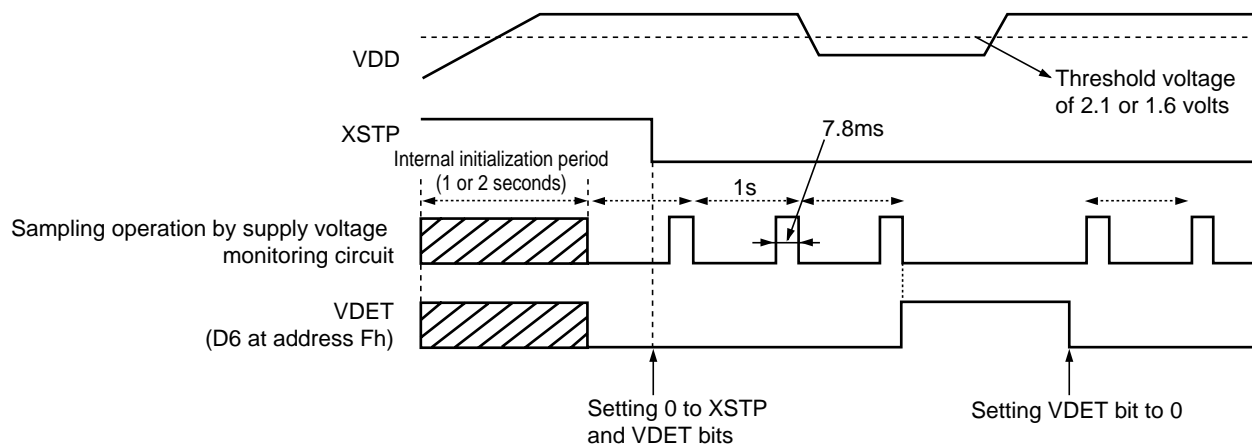 VDD
Threshold voltage
of 2.1 or 1.6 volts
XSTP
7.8ms
Internal initialization period
(1 or 2 seconds)
1s
Sampling operation by supply voltage
monitoring circuit
VDET
(D6 at address Fh)
Setting 0 to XSTP
and VDET bits
Setting VDET bit to 0